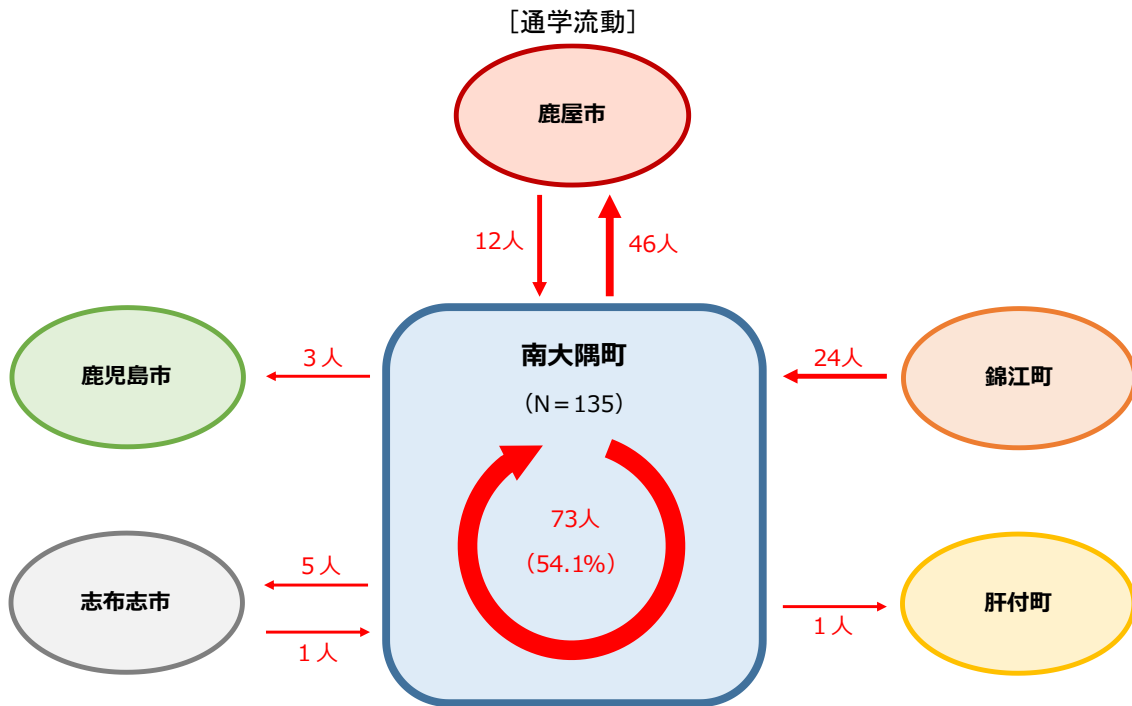 [通学流動]
鹿屋市
12人
46人
鹿児島市
3人
南大隅町
（N＝135）
24人
錦江町
73人
（54.1%）
志布志市
5人
1人
1人
肝付町